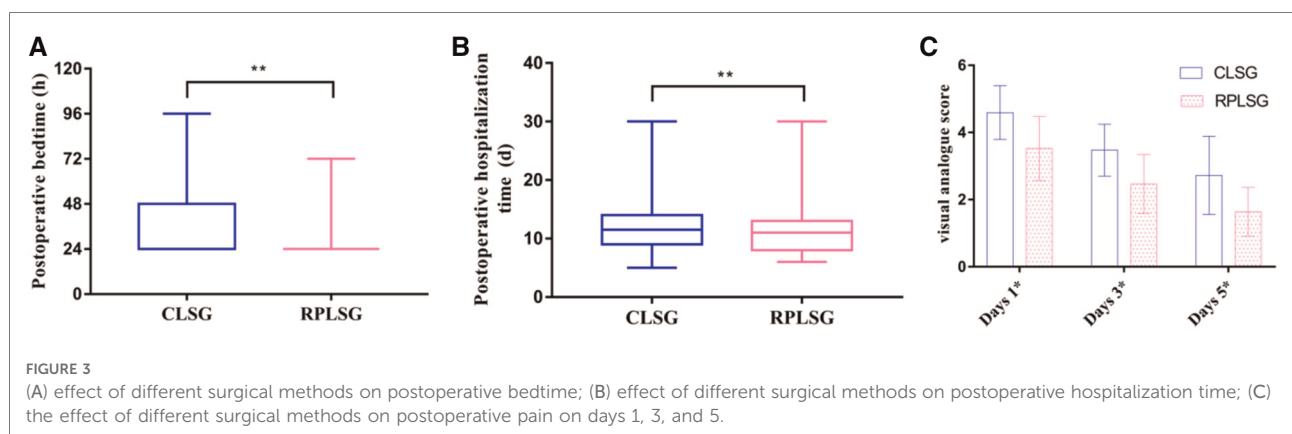 A
Postoperative bedtime (h)
120
96
72
48
24
0
**
CLSG
RPLSG
B
Postoperative hospitalization
time (d)
40
30
20
10
0
**
CLSG
RPLSG
C
visual analogue score
6
4
2
0
CLSG
RPLSG
Days 1*
Days 3*
Days 5*
FIGURE 3
(A) effect of different surgical methods on postoperative bedtime; (B) effect of different surgical methods on postoperative hospitalization time; (C)
the effect of different surgical methods on postoperative pain on days 1, 3, and 5.